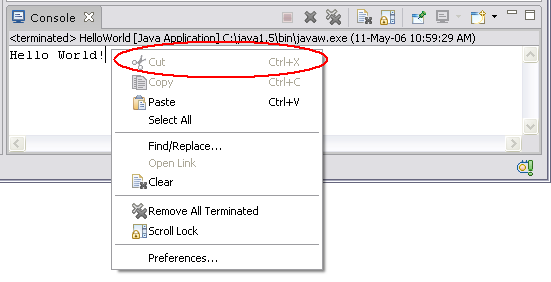 Console
<terminated> HelloWorld [Java Application] C:\java1.5\bin\javaw.exe (11-May-06 10:59:29 AM)
Hello World!
Cut Ctrl+X
Copy Ctrl+C
Paste Ctrl+V
Select All
Find/Replace...
Open Link
Clear
Remove All Terminated
Scroll Lock
Preferences...